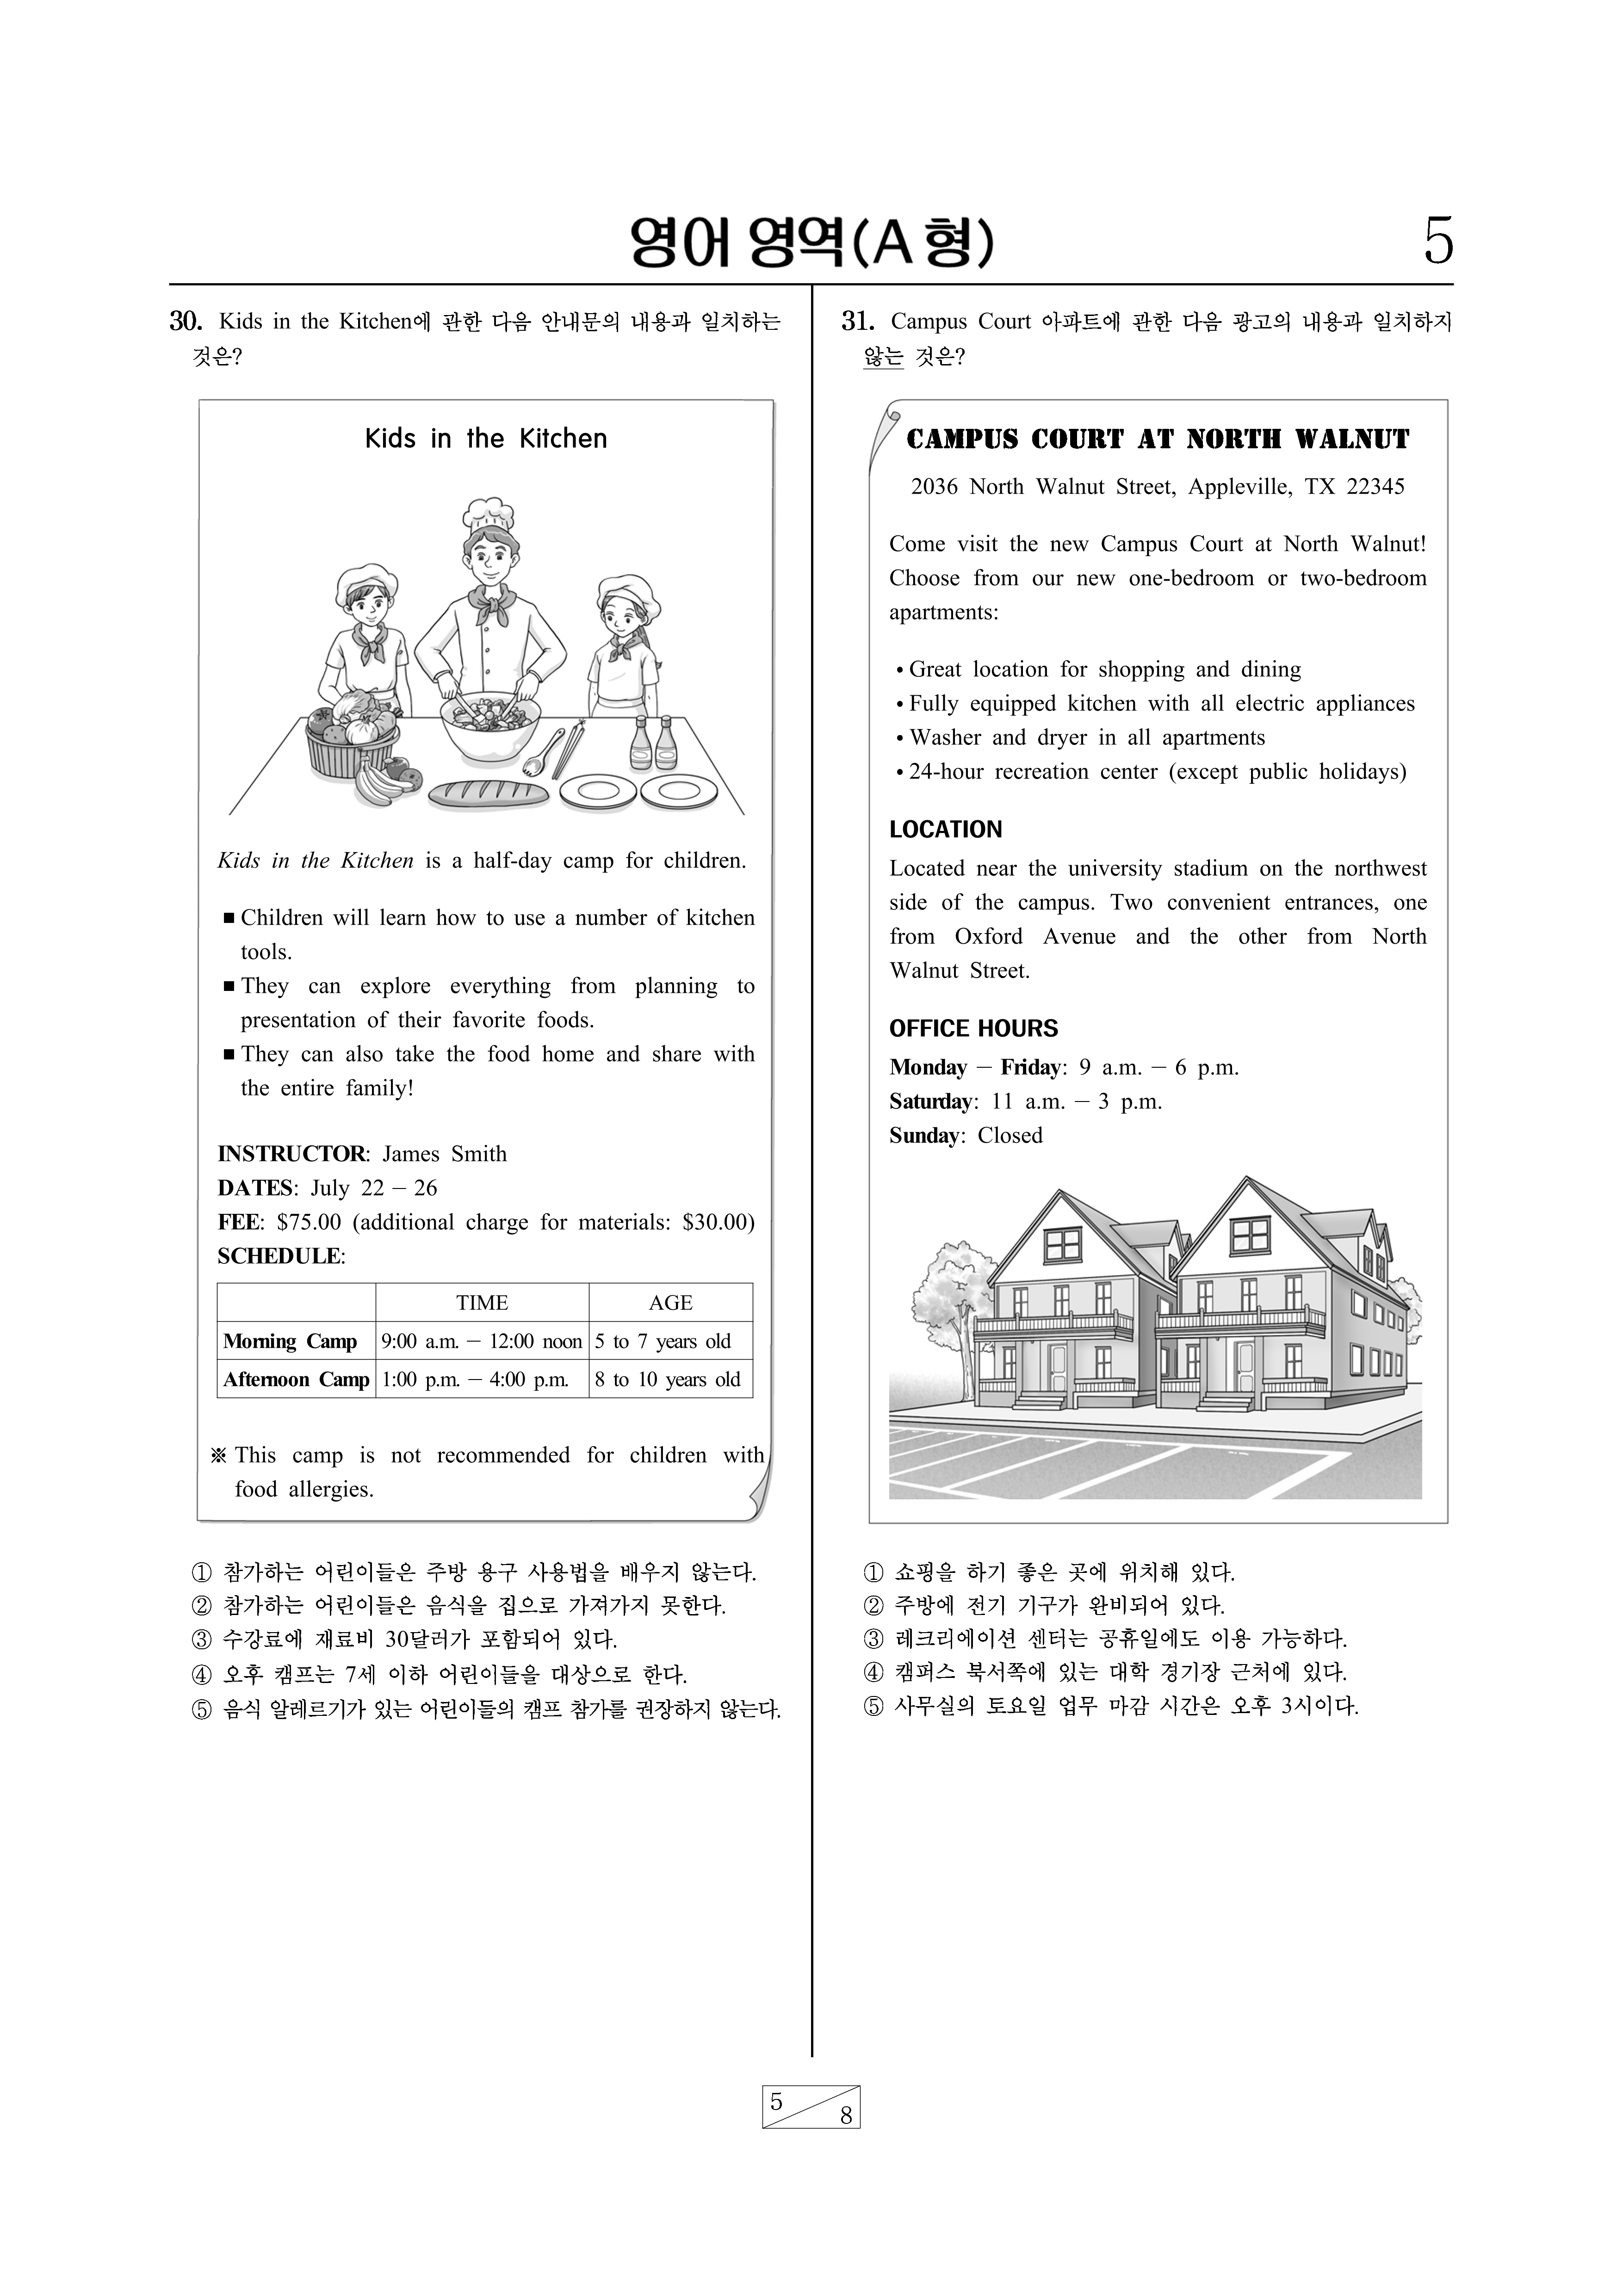 영어 영역(A 형)
5
30. Kids in the Kitchen에 관한 다음 안내문의 내용과 일치하는
것은?
Kids in the Kitchen
Kids in the Kitchen is a half-day camp for children.
■ Children will learn how to use a number of kitchen
tools.
■ They can explore everything from planning to
presentation of their favorite foods.
■ They can also take the food home and share with
the entire family!
INSTRUCTOR: James Smith
DATES: July 22 – 26
FEE: $75.00 (additional charge for materials: $30.00)
SCHEDULE:
TIME AGE
Morning Camp 9:00 a.m. – 12:00 noon 5 to 7 years old
Afternoon Camp 1:00 p.m. – 4:00 p.m. 8 to 10 years old
※ This camp is not recommended for children with
food allergies.
① 참가하는 어린이들은 주방 용구 사용법을 배우지 않는다.
② 참가하는 어린이들은 음식을 집으로 가져가지 못한다.
③ 수강료에 재료비 30달러가 포함되어 있다.
④ 오후 캠프는 7세 이하 어린이들을 대상으로 한다.
⑤ 음식 알레르기가 있는 어린이들의 캠프 참가를 권장하지 않는다.
31. Campus Court 아파트에 관한 다음 광고의 내용과 일치하지
않는 것은?
CAMPUS COURT AT NORTH WALNUT
2036 North Walnut Street, Appleville, TX 22345
Come visit the new Campus Court at North Walnut!
Choose from our new one-bedroom or two-bedroom
apartments:
• Great location for shopping and dining
• Fully equipped kitchen with all electric appliances
• Washer and dryer in all apartments
• 24-hour recreation center (except public holidays)
LOCATION
Located near the university stadium on the northwest
side of the campus. Two convenient entrances, one
from Oxford Avenue and the other from North
Walnut Street.
OFFICE HOURS
Monday – Friday: 9 a.m. – 6 p.m.
Saturday: 11 a.m. – 3 p.m.
Sunday: Closed
① 쇼핑을 하기 좋은 곳에 위치해 있다.
② 주방에 전기 기구가 완비되어 있다.
③ 레크리에이션 센터는 공휴일에도 이용 가능하다.
④ 캠퍼스 북서쪽에 있는 대학 경기장 근처에 있다.
⑤ 사무실의 토요일 업무 마감 시간은 오후 3시이다.
5
8